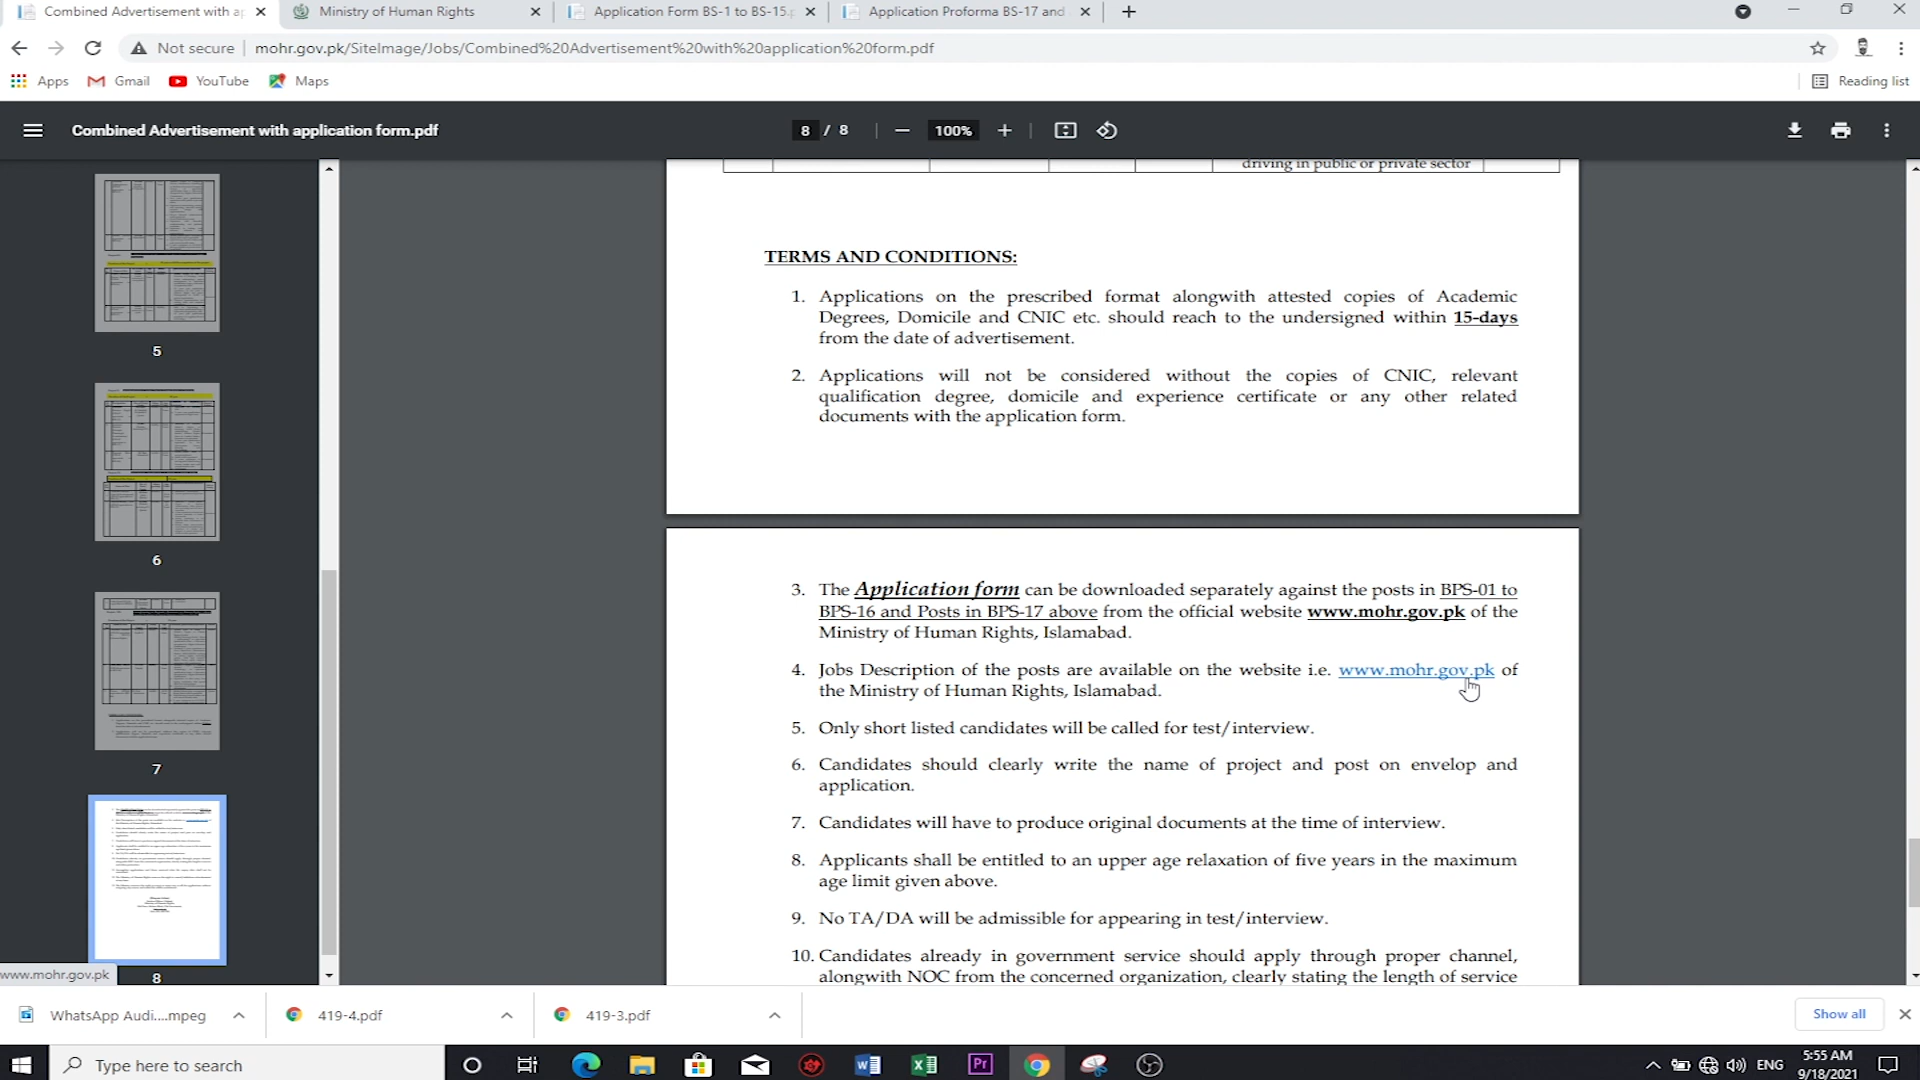 Combined Advertisement with ap
Ministry of Human Rights
Application Form BS-1 to BS-15.p
Application Proforma BS-17 and
Not secure
mohr.gov.pk/SiteImage/Jobs/Combined%20Advertisement%20with%20application%20form.pdf
Apps
Gmail
YouTube
Maps
Reading list
Combined Advertisement with application form.pdf
8 / 8
100%
5
6
7
8
driving in public or private sector
TERMS AND CONDITIONS:
1. Applications on the prescribed format alongwith attested copies of Academic
Degrees, Domicile and CNIC etc. should reach to the undersigned within 15-days
from the date of advertisement.
2. Applications will not be considered without the copies of CNIC, relevant
qualification degree, domicile and experience certificate or any other related
documents with the application form.
3. The Application form can be downloaded separately against the posts in BPS-01 to
BPS-16 and Posts in BPS-17 above from the official website www.mohr.gov.pk of the
Ministry of Human Rights, Islamabad.
4. Jobs Description of the posts are available on the website i.e. www.mohr.gov.pk of
the Ministry of Human Rights, Islamabad.
5. Only short listed candidates will be called for test/interview.
6. Candidates should clearly write the name of project and post on envelop and
application.
7. Candidates will have to produce original documents at the time of interview.
8. Applicants shall be entitled to an upper age relaxation of five years in the maximum
age limit given above.
9. No TA/DA will be admissible for appearing in test/interview.
10. Candidates already in government service should apply through proper channel,
alongwith NOC from the concerned organization, clearly stating the length of service
www.mohr.gov.pk
WhatsApp Audi....mpeg
419-4.pdf
419-3.pdf
Show all
Type here to search
ENG
5:55 AM
9/18/2021